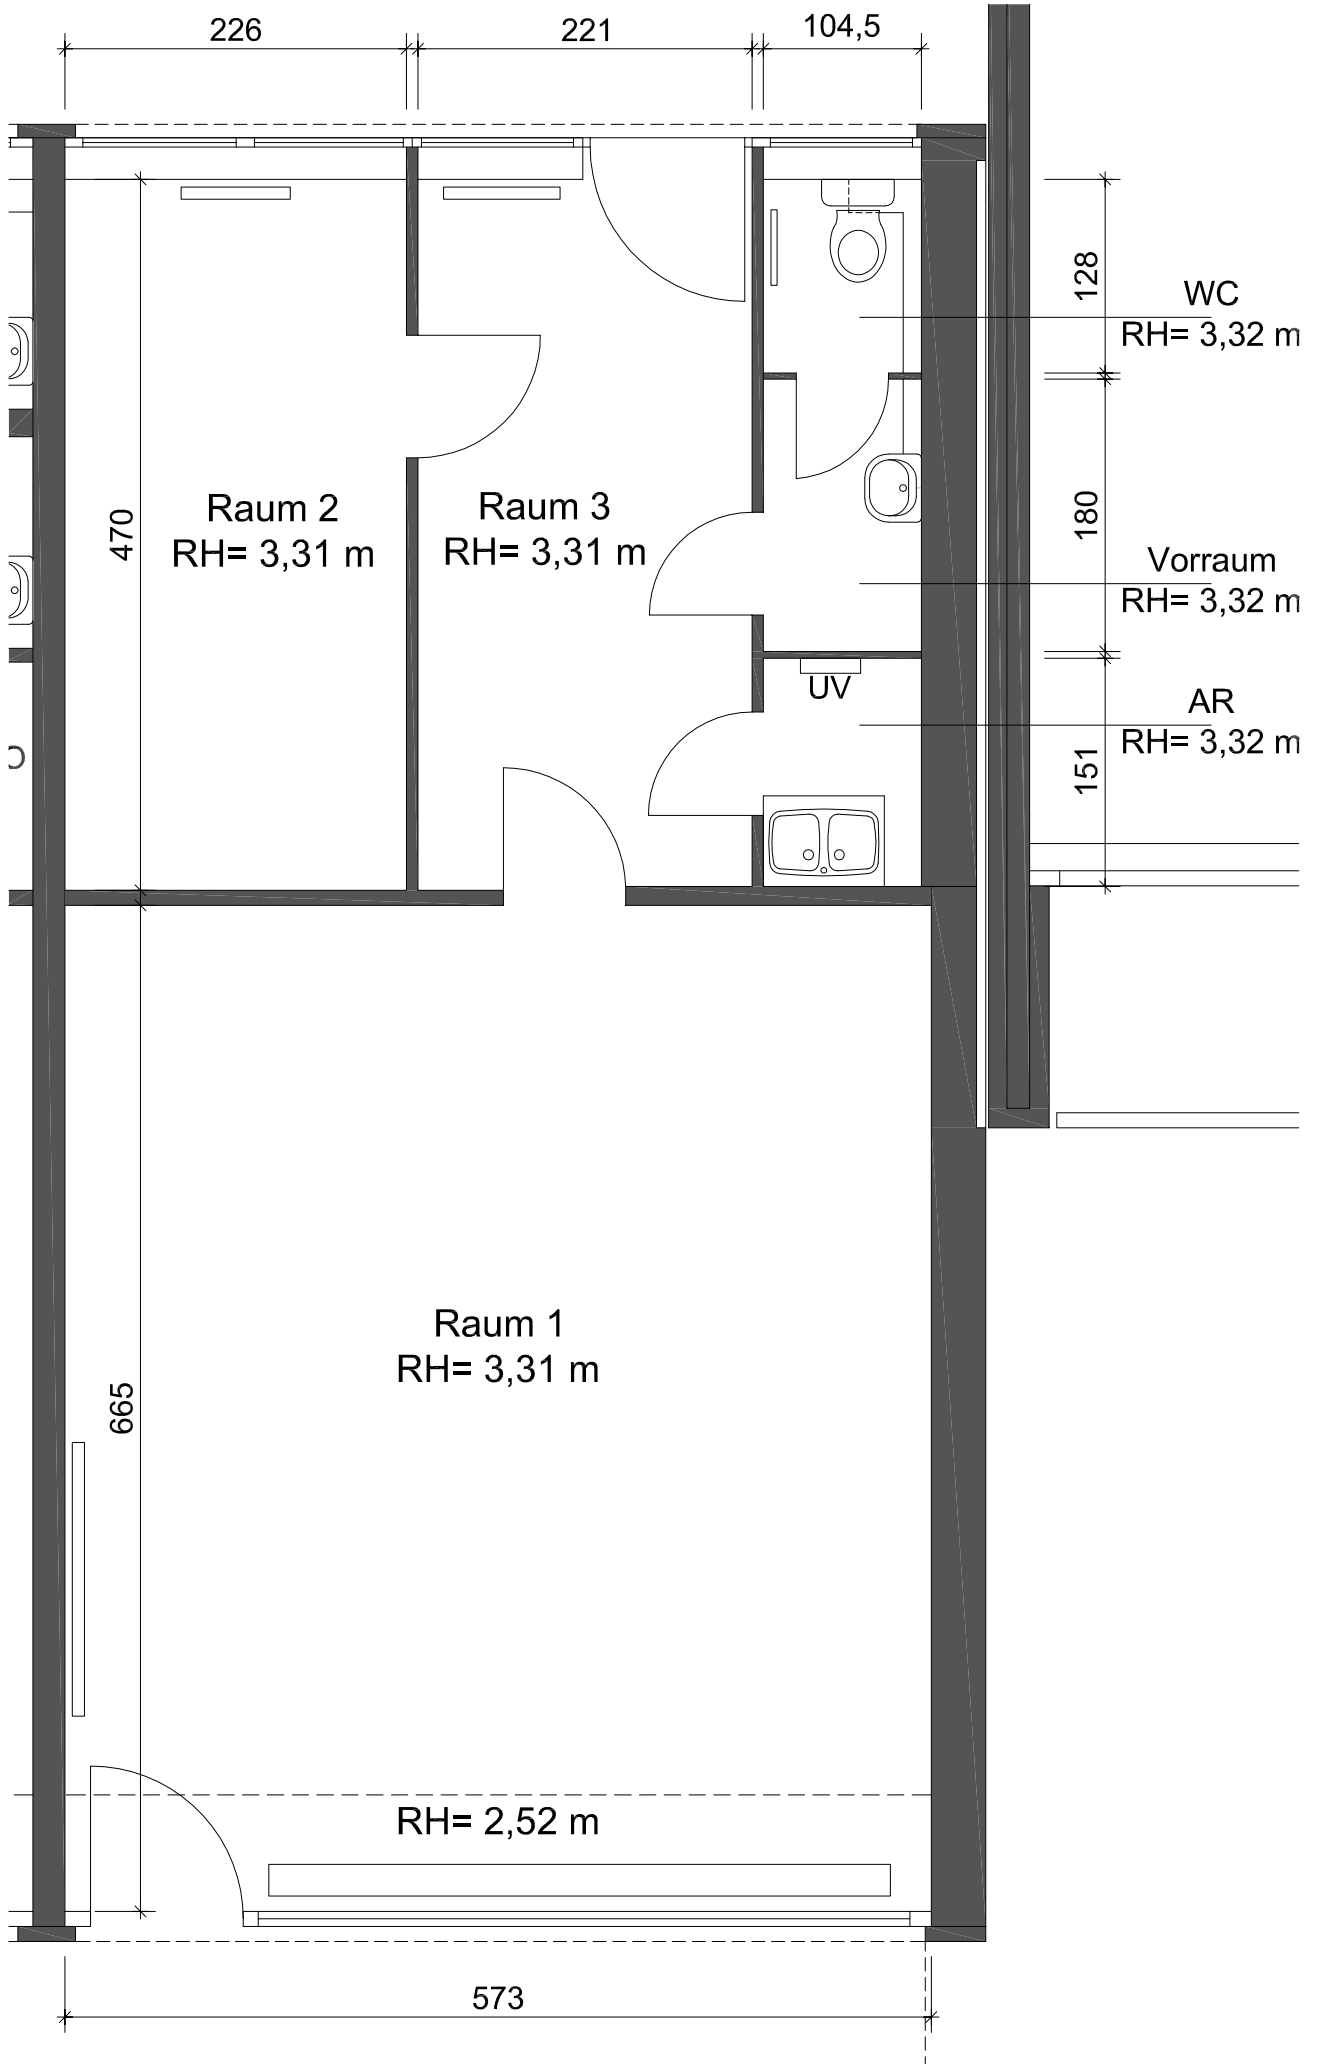 226
221
104,5
128
WC
RH= 3,32 m
470
Raum 2
RH= 3,31 m
Raum 3
RH= 3,31 m
180
Vorraum
RH= 3,32 m
UV
AR
RH= 3,32 m
151
Raum 1
RH= 3,31 m
665
RH= 2,52 m
573